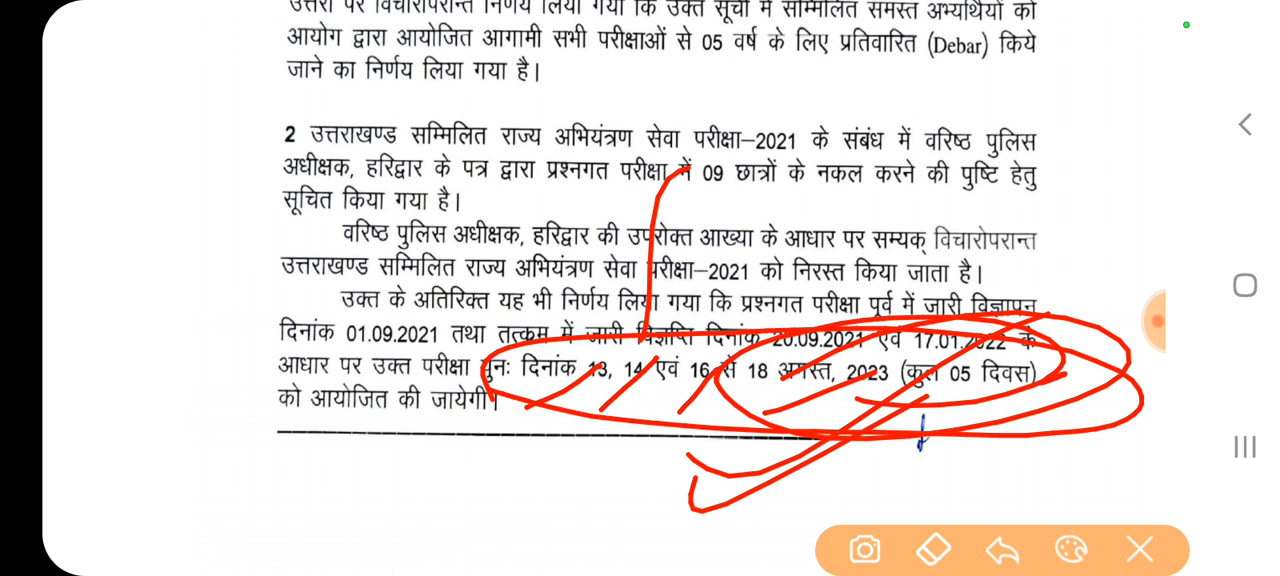 उत्तरों पर विचारोपरान्त निर्णय लिया गया कि उक्त सूची में सम्मिलित समस्त अभ्यर्थियों को
आयोग द्वारा आयोजित आगामी सभी परीक्षाओं से 05 वर्ष के लिए प्रतिवारित (Debar) किये
जाने का निर्णय लिया गया है।
2 उत्तराखण्ड सम्मिलित राज्य अभियंत्रण सेवा परीक्षा–2021 के संबंध में वरिष्ठ पुलिस
अधीक्षक, हरिद्वार के पत्र द्वारा प्रश्नगत परीक्षा में 09 छात्रों के नकल करने की पुष्टि हेतु
सूचित किया गया है।
वरिष्ठ पुलिस अधीक्षक, हरिद्वार की उपरोक्त आख्या के आधार पर सम्यक् विचारोपरान्त
उत्तराखण्ड सम्मिलित राज्य अभियंत्रण सेवा परीक्षा–2021 को निरस्त किया जाता है।
उक्त के अतिरिक्त यह भी निर्णय लिया गया कि प्रश्नगत परीक्षा पूर्व में जारी विज्ञापन
दिनांक 01.09.2021 तथा तत्क्रम में जारी विज्ञप्ति दिनांक 20.09.2021 एवं 17.01.2022 के
आधार पर उक्त परीक्षा पुनः दिनांक 13, 14 एवं 16 से 18 अगस्त, 2023 (कुल 05 दिवस)
को आयोजित की जायेगी।